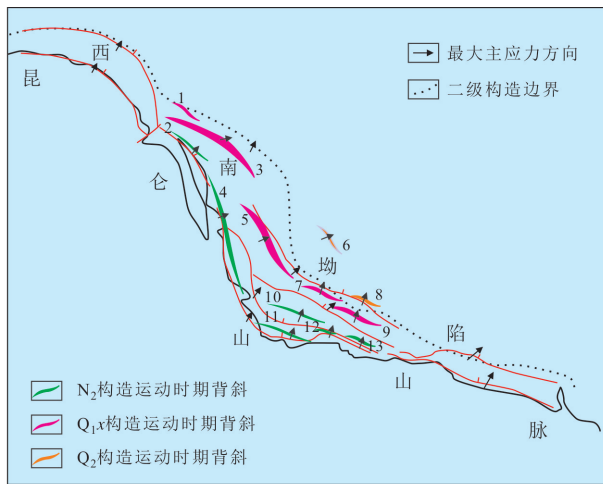 西
昆
最大主应力方向
二级构造边界
1
2
南
3
仑
4
5
6
坳
7
8
10
9
11
12
13
山
陷
山
N₂构造运动时期背斜
Q₁x构造运动时期背斜
Q₂构造运动时期背斜
脉